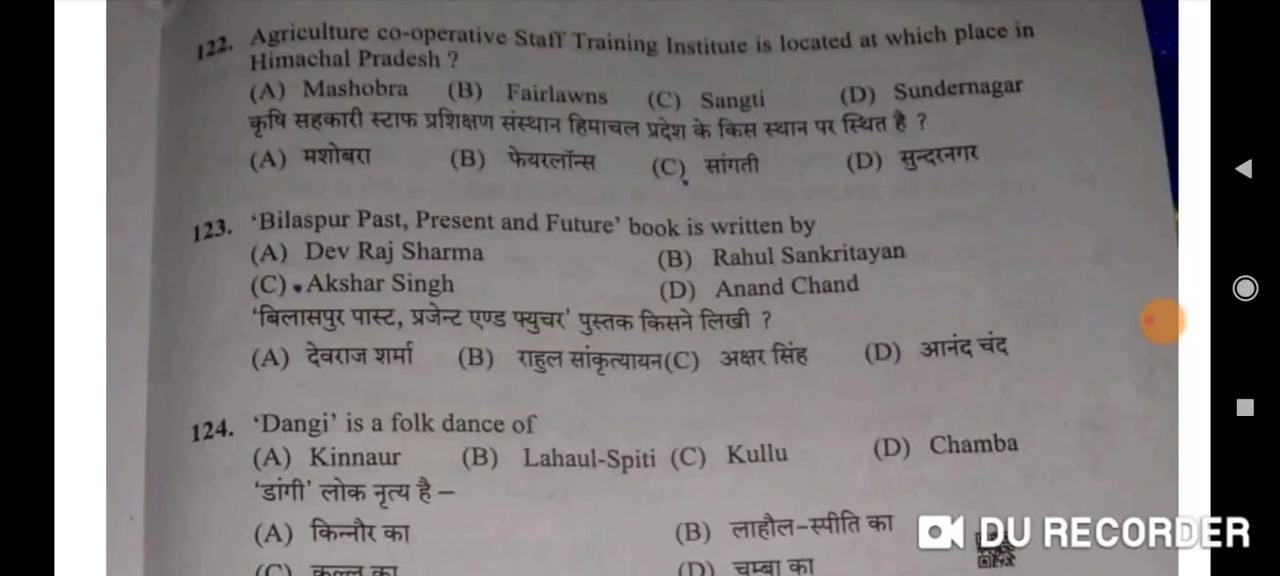 122. Agriculture co-operative Staff Training Institute is located at which place in
Himachal Pradesh ?
(A) Mashobra (B) Fairlawns (C) Sangti (D) Sundernagar
कृषि सहकारी स्टाफ प्रशिक्षण संस्थान हिमाचल प्रदेश के किस स्थान पर स्थित है ?
(A) मशोबरा (B) फेयरलॉन्स (C) सांगती (D) सुन्दरनगर
123. ‘Bilaspur Past, Present and Future’ book is written by
(A) Dev Raj Sharma (B) Rahul Sankritayan
(C) Akshar Singh (D) Anand Chand
‘बिलासपुर पास्ट, प्रजेन्ट एण्ड फ्युचर’ पुस्तक किसने लिखी ?
(A) देवराज शर्मा (B) राहुल सांकृत्यायन(C) अक्षर सिंह (D) आनंद चंद
124. ‘Dangi’ is a folk dance of
(A) Kinnaur (B) Lahaul-Spiti (C) Kullu (D) Chamba
‘डांगी’ लोक नृत्य है –
(A) किन्नौर का (B) लाहौल-स्पीति का
(C) कुल्लू का (D) चम्बा का
DU RECORDER